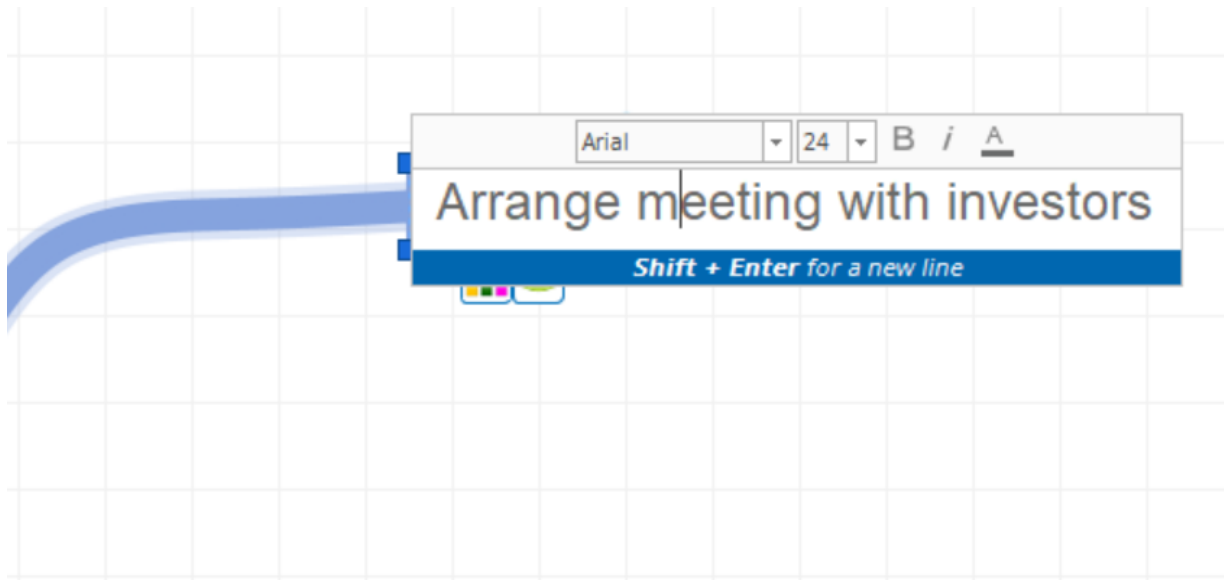 Arial 24 B i A
Arrange meeting with investors
Shift + Enter for a new line